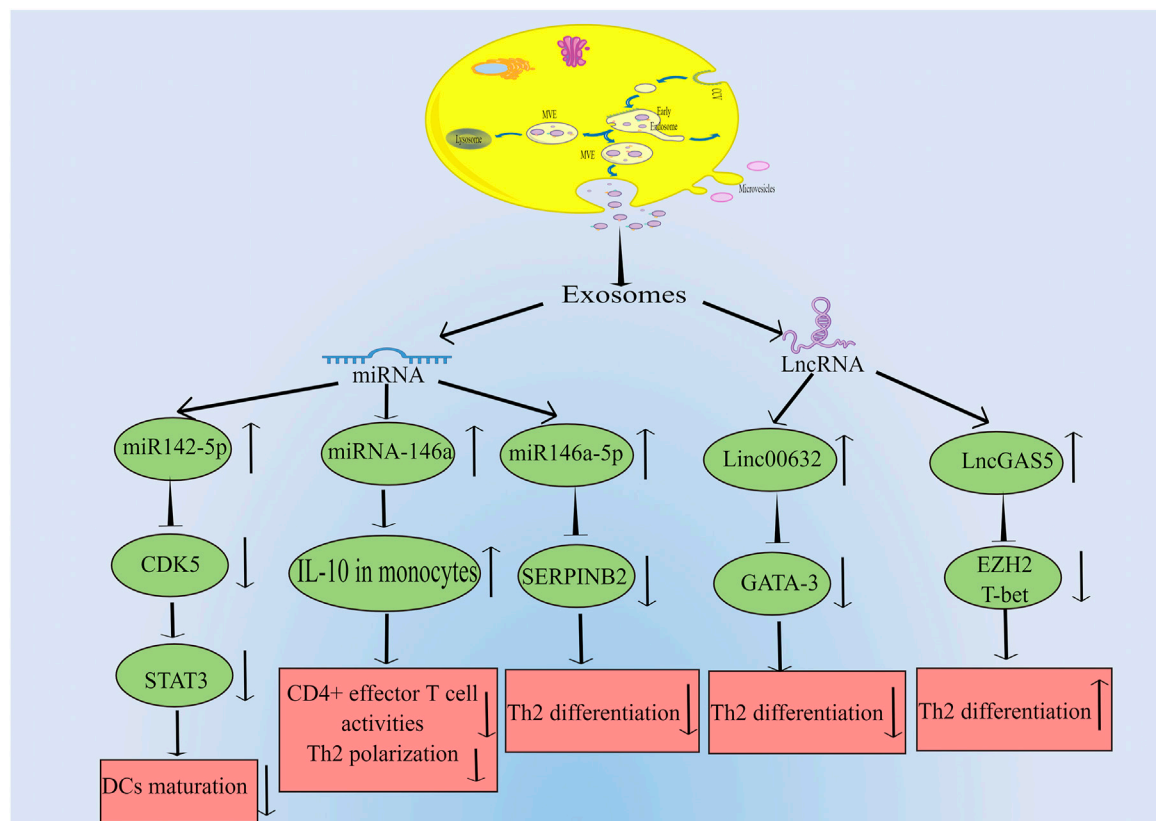 CCV
MVE
Early
Endosome
Lysosome
MVE
Microvesicles
Exosomes
miRNA
LncRNA
miR142-5p
miRNA-146a
miR146a-5p
Linc00632
LncGAS5
CDK5
IL-10 in monocytes
SERPINB2
GATA-3
EZH2
T-bet
STAT3
CD4+ effector T cell
activities
Th2 polarization
Th2 differentiation
Th2 differentiation
Th2 differentiation
DCs maturation